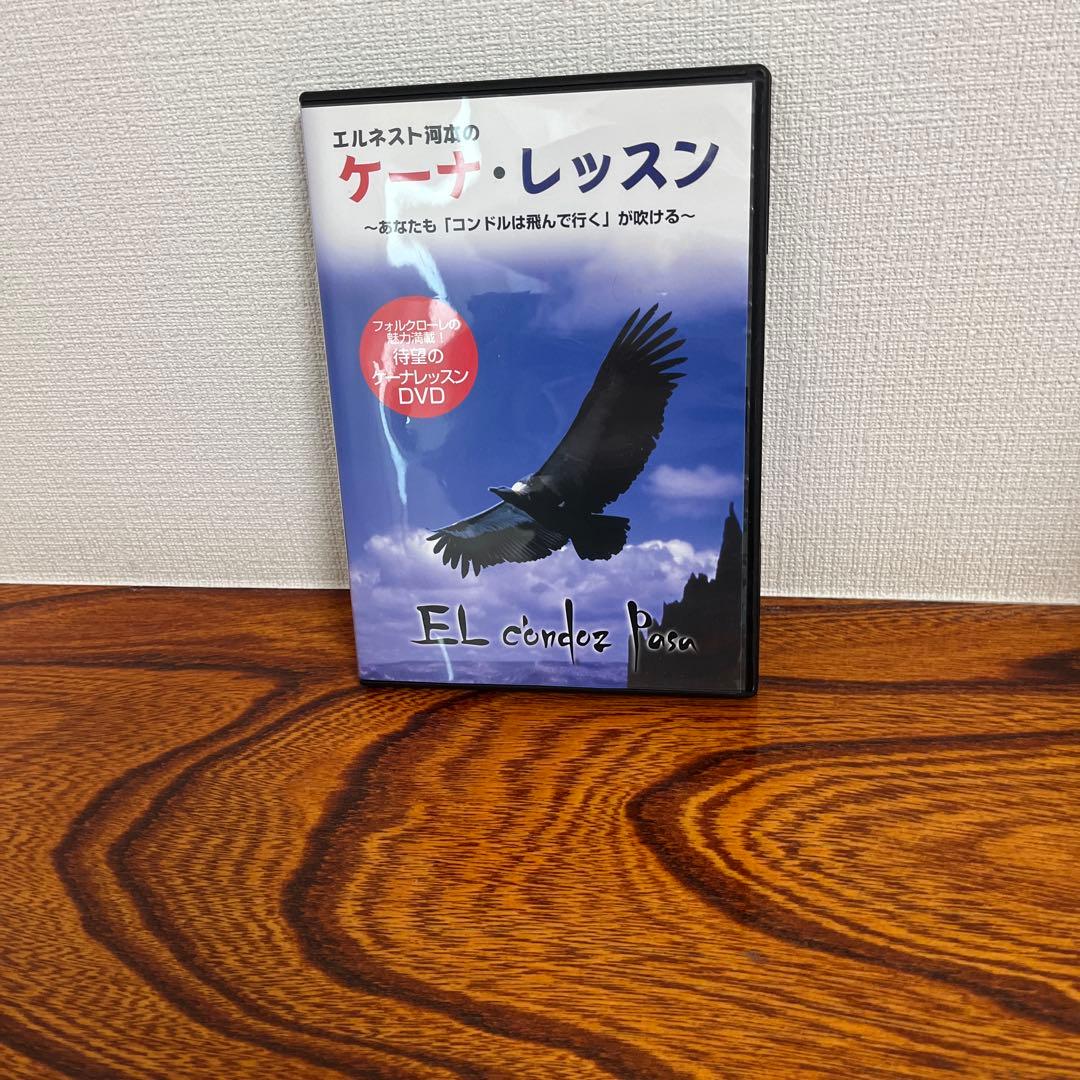 エルネスト河本の
ケーナ・レッスン
～あなたも「コンドルは飛んで行く」が吹ける～
フォルクローレの
魅力満載！
待望の
ケーナレッスン
DVD
EL cóndoz Pasa